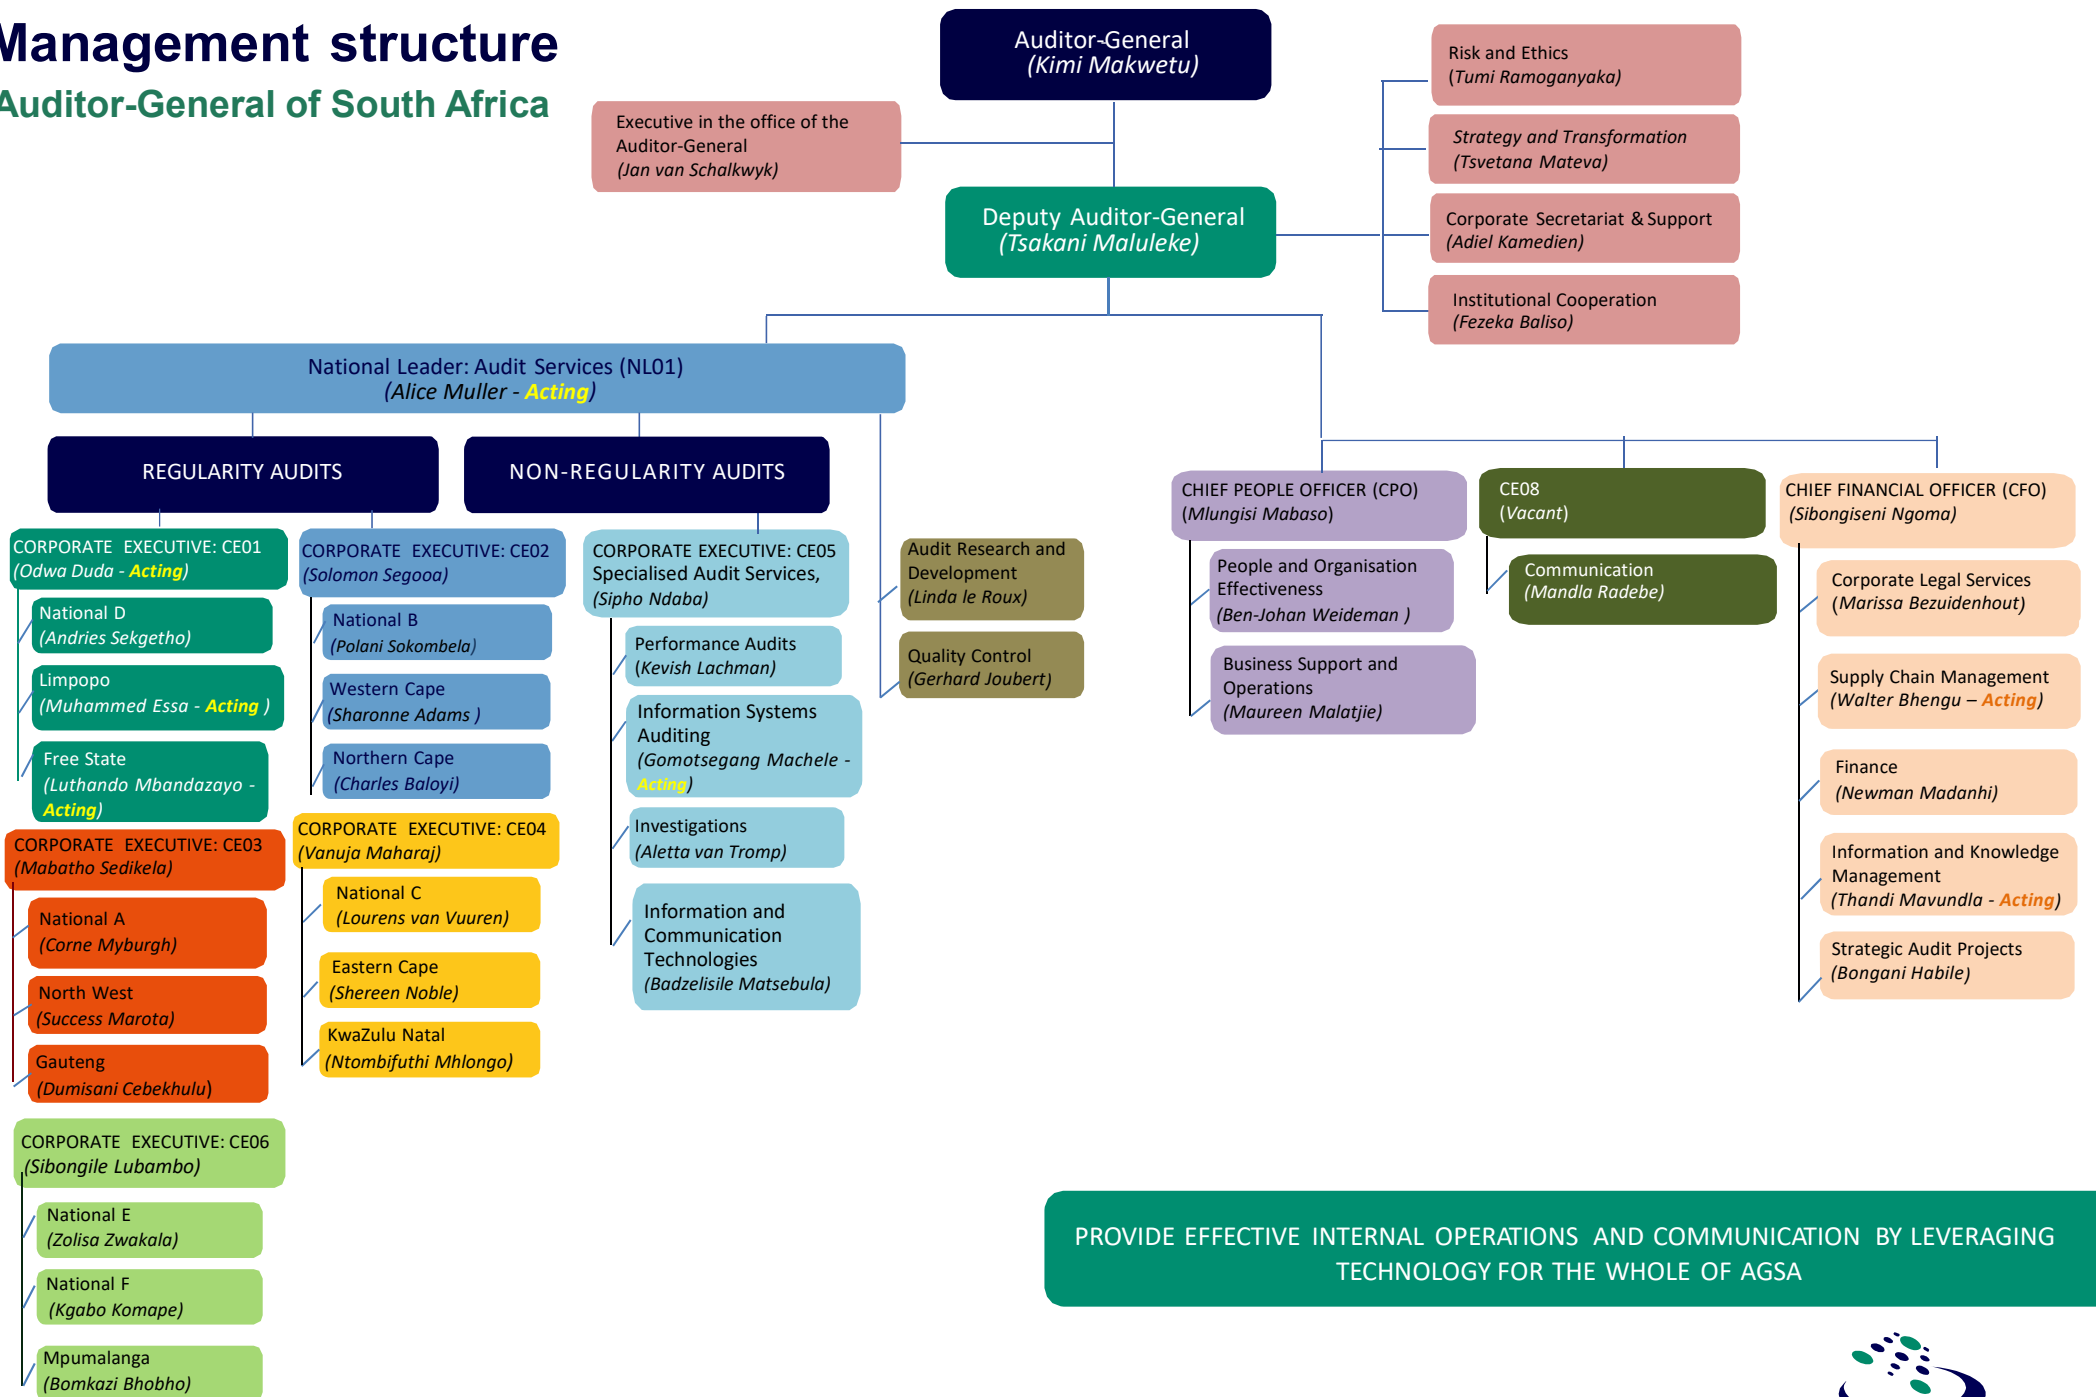 Management structure
Auditor-General of South Africa
Auditor-General
(Kimi Makwetu)
Executive in the office of the
Auditor-General
(Jan van Schalkwyk)
Deputy Auditor-General
(Tsakani Maluleke)
Risk and Ethics
(Tumi Ramoganyaka)
Strategy and Transformation
(Tsvetana Mateva)
Corporate Secretariat & Support
(Adiel Kamedien)
Institutional Cooperation
(Fezeka Baliso)
National Leader: Audit Services (NL01)
(Alice Muller - Acting)
REGULARITY AUDITS
NON-REGULARITY AUDITS
CORPORATE EXECUTIVE: CE01
(Odwa Duda - Acting)
National D
(Andries Sekgetho)
Limpopo
(Muhammed Essa - Acting )
Free State
(Luthando Mbandazayo -
Acting)
CORPORATE EXECUTIVE: CE02
(Solomon Segooa)
National B
(Polani Sokombela)
Western Cape
(Sharonne Adams )
Northern Cape
(Charles Baloyi)
CORPORATE EXECUTIVE: CE03
(Mabatho Sedikela)
National A
(Corne Myburgh)
North West
(Success Marota)
Gauteng
(Dumisani Cebekhulu)
CORPORATE EXECUTIVE: CE04
(Vanuja Maharaj)
National C
(Lourens van Vuuren)
Eastern Cape
(Shereen Noble)
KwaZulu Natal
(Ntombifuthi Mhlongo)
CORPORATE EXECUTIVE: CE06
(Sibongile Lubambo)
National E
(Zolisa Zwakala)
National F
(Kgabo Komape)
Mpumalanga
(Bomkazi Bhobho)
CORPORATE EXECUTIVE: CE05
Specialised Audit Services,
(Sipho Ndaba)
Performance Audits
(Kevish Lachman)
Information Systems
Auditing
(Gomotsegang Machele -
Acting)
Investigations
(Aletta van Tromp)
Information and
Communication
Technologies
(Badzelisile Matsebula)
Audit Research and
Development
(Linda le Roux)
Quality Control
(Gerhard Joubert)
CHIEF PEOPLE OFFICER (CPO)
(Mlungisi Mabaso)
People and Organisation
Effectiveness
(Ben-Johan Weideman )
Business Support and
Operations
(Maureen Malatjie)
CE08
(Vacant)
Communication
(Mandla Radebe)
CHIEF FINANCIAL OFFICER (CFO)
(Sibongiseni Ngoma)
Corporate Legal Services
(Marissa Bezuidenhout)
Supply Chain Management
(Walter Bhengu – Acting)
Finance
(Newman Madanhi)
Information and Knowledge
Management
(Thandi Mavundla - Acting)
Strategic Audit Projects
(Bongani Habile)
PROVIDE EFFECTIVE INTERNAL OPERATIONS AND COMMUNICATION BY LEVERAGING
TECHNOLOGY FOR THE WHOLE OF AGSA